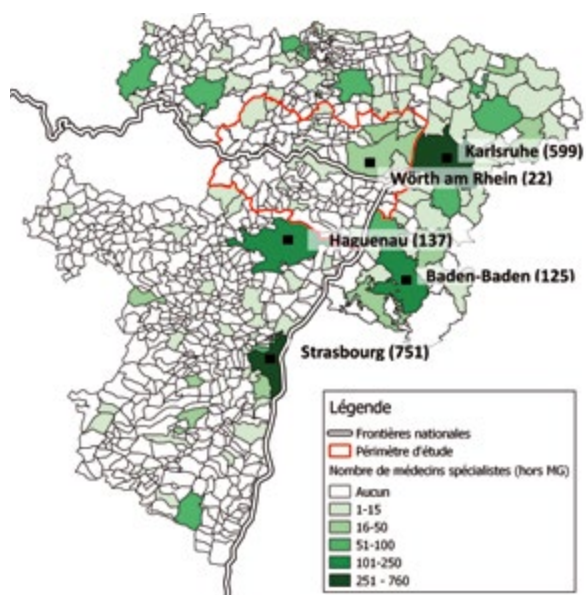 Karlsruhe (599)
Wörth am Rhein (22)
Haguenau (137)
Baden-Baden (125)
Strasbourg (751)
Légende
Frontières nationales
Périmètre d'étude
Nombre de médecins spécialistes (hors MG)
Aucun
1-15
16-50
51-100
101-250
251 - 760